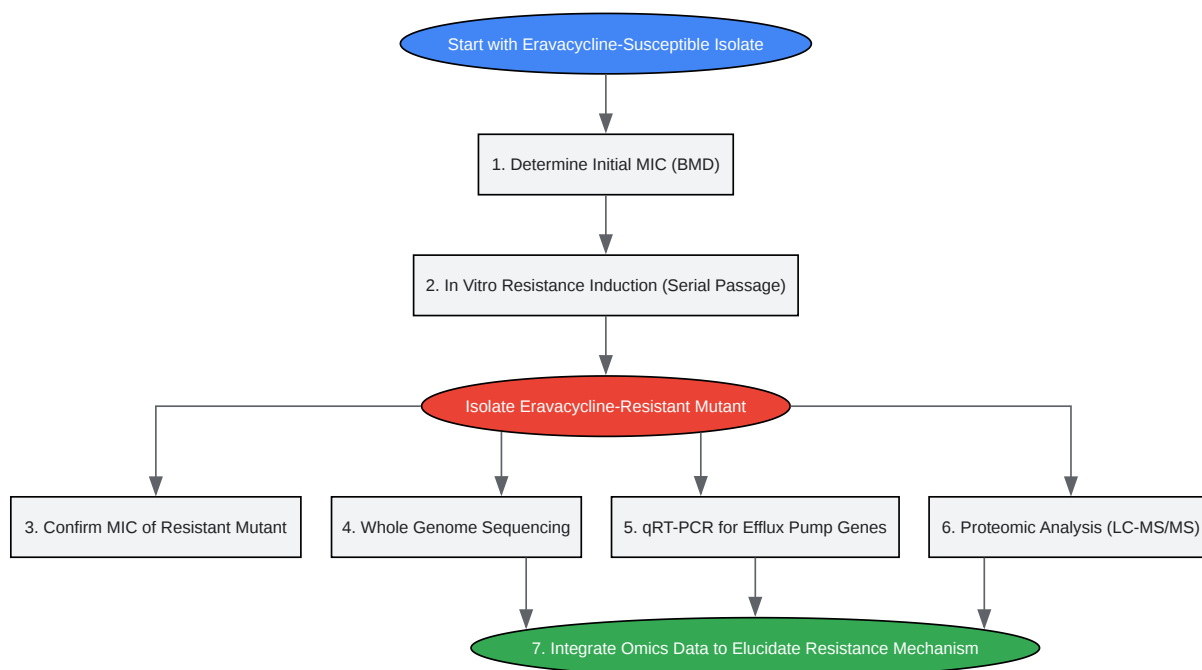 Start with Eravacycline-Susceptible Isolate
1. Determine Initial MIC (BMD)
2. In Vitro Resistance Induction (Serial Passage)
Isolate Eravacycline-Resistant Mutant
3. Confirm MIC of Resistant Mutant
4. Whole Genome Sequencing
5. qRT-PCR for Efflux Pump Genes
6. Proteomic Analysis (LC-MS/MS)
7. Integrate Omics Data to Elucidate Resistance Mechanism